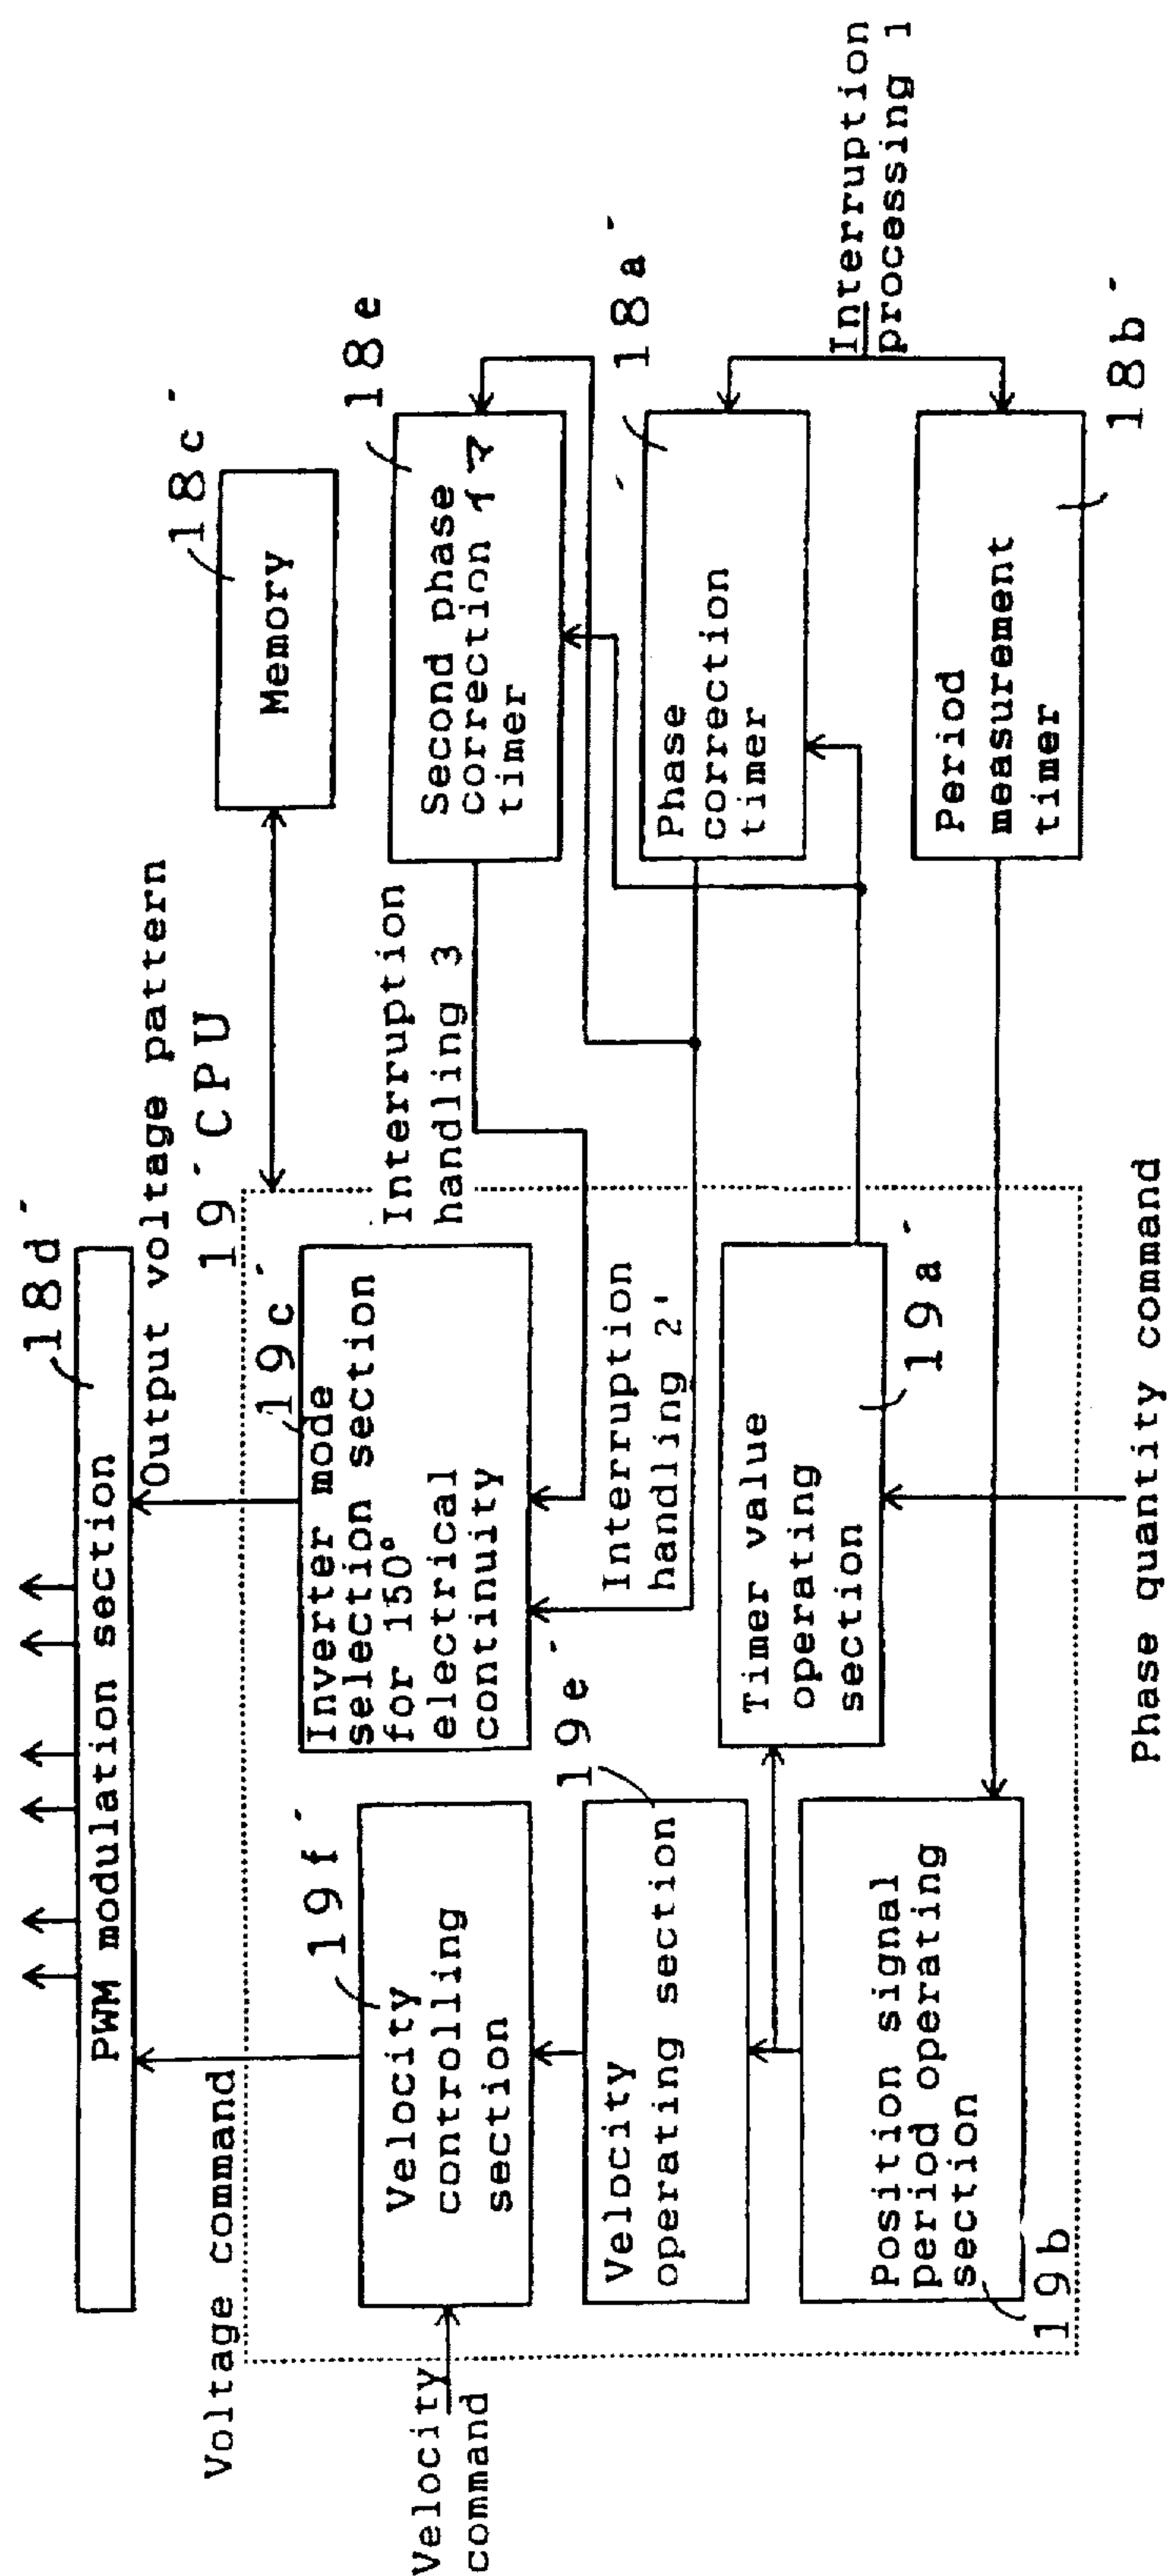 18d´
PWM modulation section
Voltage command
Output voltage pattern
19´CPU
18c´
Memory
Velocity
command
19f´
Velocity
controlling
section
19c´
Inverter mode
selection section
for 150°
electrical
continuity
Interruption
handling 3
18e
Second phase
correction イマ
timer
19e´
Velocity
operating section
Interruption
handling 2'
18a´
Phase
correction
timer
Timer value
operating
section
19a´
Interruption
processing 1
Position signal
period operating
section
19b´
Period
measurement
timer
18b´
Phase quantity command